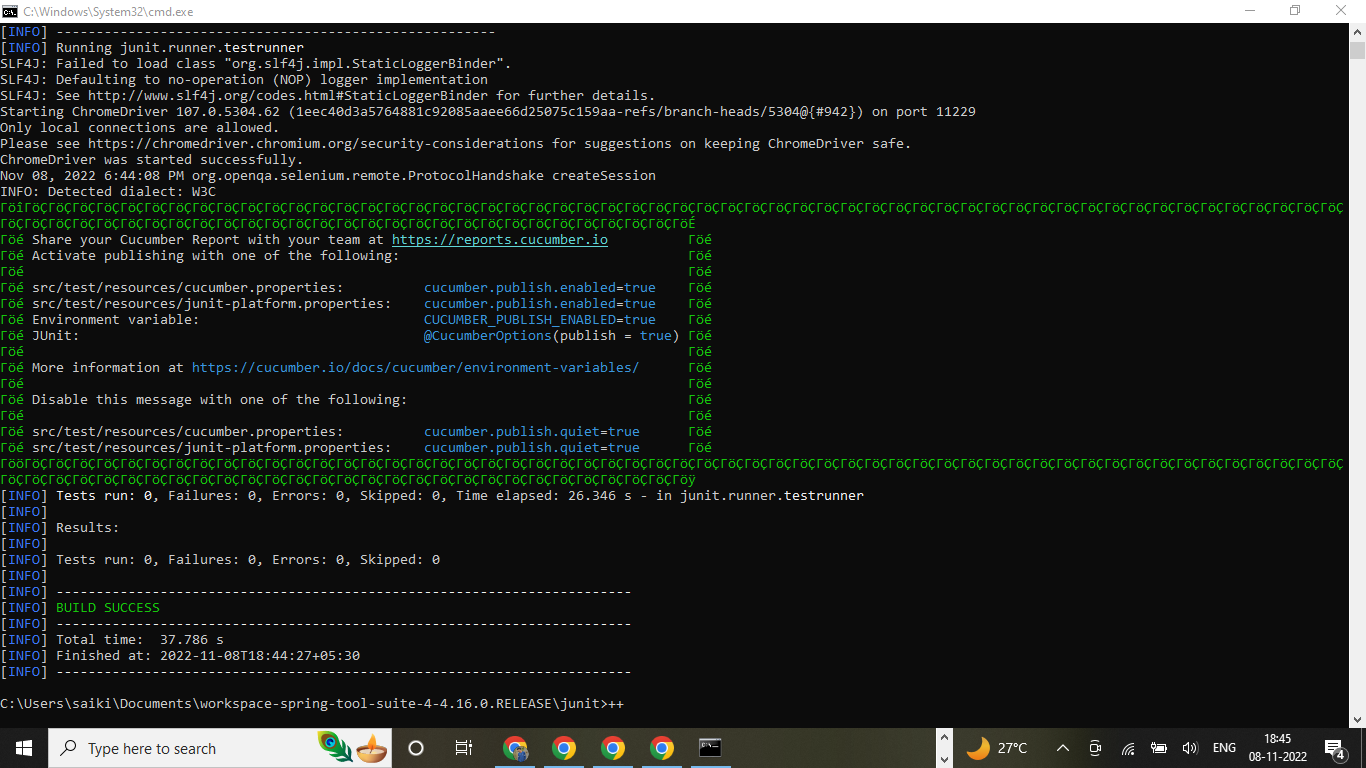 C:\Windows\System32\cmd.exe
[INFO] -------------------------------------------------------
[INFO] Running junit.runner.testrunner
SLF4J: Failed to load class "org.slf4j.impl.StaticLoggerBinder".
SLF4J: Defaulting to no-operation (NOP) logger implementation
SLF4J: See http://www.slf4j.org/codes.html#StaticLoggerBinder for further details.
Starting ChromeDriver 107.0.5304.62 (1eec40d3a5764881c92085aaee66d25075c159aa-refs/branch-heads/5304@{#942}) on port 11229
Only local connections are allowed.
Please see https://chromedriver.chromium.org/security-considerations for suggestions on keeping ChromeDriver safe.
ChromeDriver was started successfully.
Nov 08, 2022 6:44:08 PM org.openqa.selenium.remote.ProtocolHandshake createSession
INFO: Detected dialect: W3C
Γöé Share your Cucumber Report with your team at https://reports.cucumber.io Γöé
Γöé Activate publishing with one of the following: Γöé
Γöé Γöé
Γöé src/test/resources/cucumber.properties: cucumber.publish.enabled=true Γöé
Γöé src/test/resources/junit-platform.properties: cucumber.publish.enabled=true Γöé
Γöé Environment variable: CUCUMBER_PUBLISH_ENABLED=true Γöé
Γöé JUnit: @CucumberOptions(publish = true) Γöé
Γöé Γöé
Γöé More information at https://cucumber.io/docs/cucumber/environment-variables/ Γöé
Γöé Γöé
Γöé Disable this message with one of the following: Γöé
Γöé Γöé
Γöé src/test/resources/cucumber.properties: cucumber.publish.quiet=true Γöé
Γöé src/test/resources/junit-platform.properties: cucumber.publish.quiet=true Γöé
[INFO] Tests run: 0, Failures: 0, Errors: 0, Skipped: 0, Time elapsed: 26.346 s - in junit.runner.testrunner
[INFO]
[INFO] Results:
[INFO]
[INFO] Tests run: 0, Failures: 0, Errors: 0, Skipped: 0
[INFO]
[INFO] ------------------------------------------------------------------------
[INFO] BUILD SUCCESS
[INFO] ------------------------------------------------------------------------
[INFO] Total time:  37.786 s
[INFO] Finished at: 2022-11-08T18:44:27+05:30
[INFO] ------------------------------------------------------------------------
C:\Users\saiki\Documents\workspace-spring-tool-suite-4-4.16.0.RELEASE\junit>++
Type here to search
27°C
ENG
18:45
08-11-2022
4